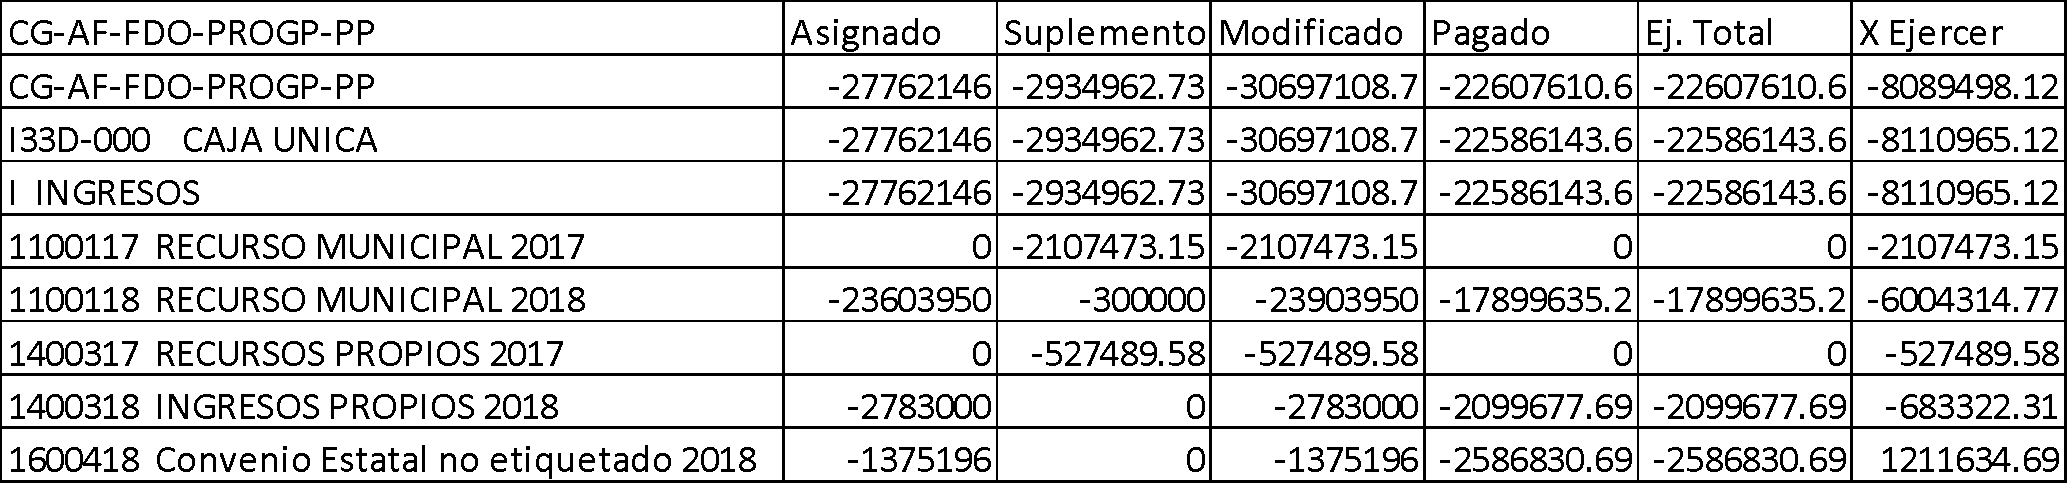 CG-AF-FDO-PROGP-PP Asignado Suplemento Modificado Pagado Ej. Total X Ejercer
CG-AF-FDO-PROGP-PP -27762146 -2934962.73 -30697108.7 -22607610.6 -22607610.6 -8089498.12
I33D-000 CAJA UNICA -27762146 -2934962.73 -30697108.7 -22586143.6 -22586143.6 -8110965.12
I INGRESOS -27762146 -2934962.73 -30697108.7 -22586143.6 -22586143.6 -8110965.12
1100117 RECURSO MUNICIPAL 2017 0 -2107473.15 -2107473.15 0 0 -2107473.15
1100118 RECURSO MUNICIPAL 2018 -23603950 -300000 -23903950 -17899635.2 -17899635.2 -6004314.77
1400317 RECURSOS PROPIOS 2017 0 -527489.58 -527489.58 0 0 -527489.58
1400318 INGRESOS PROPIOS 2018 -2783000 0 -2783000 -2099677.69 -2099677.69 -683322.31
1600418 Convenio Estatal no etiquetado 2018 -1375196 0 -1375196 -2586830.69 -2586830.69 1211634.69